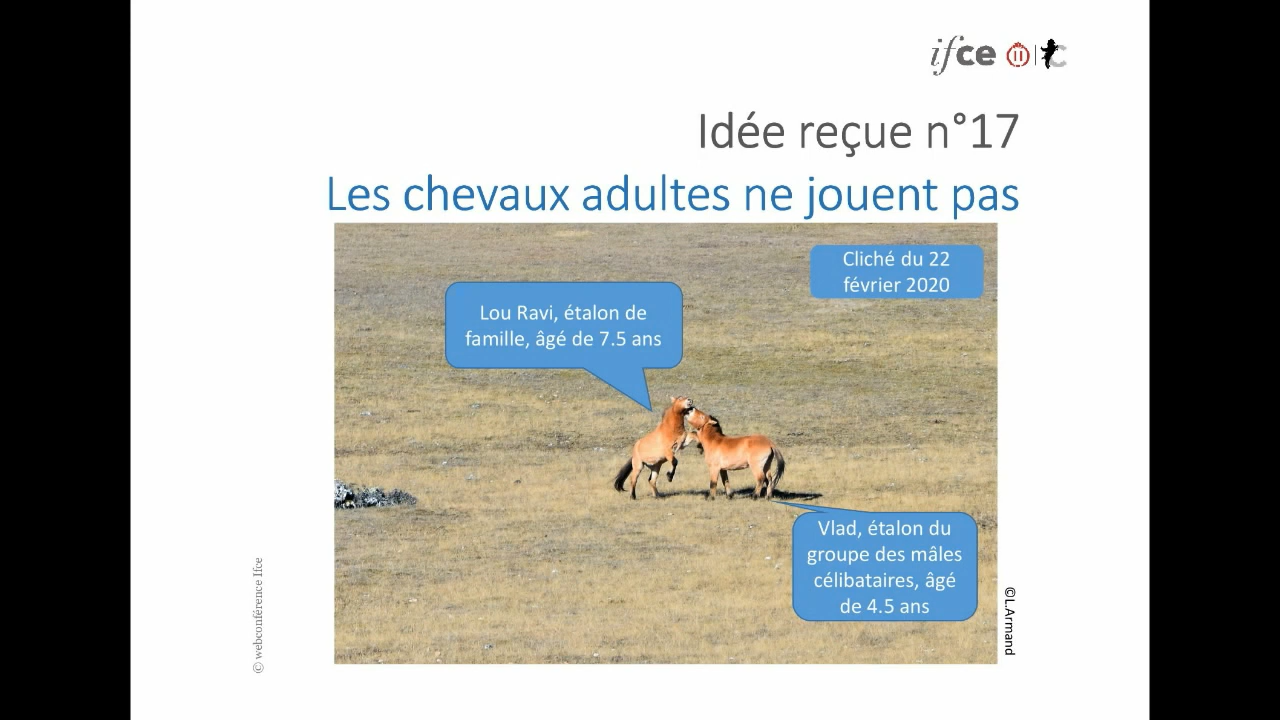 ifce
Idée reçue n°17
Les chevaux adultes ne jouent pas
Cliché du 22
février 2020
Lou Ravi, étalon de
famille, âgé de 7.5 ans
Vlad, étalon du
groupe des mâles
célibataires, âgé
de 4.5 ans
©L.Armand
© webconférence Ifce